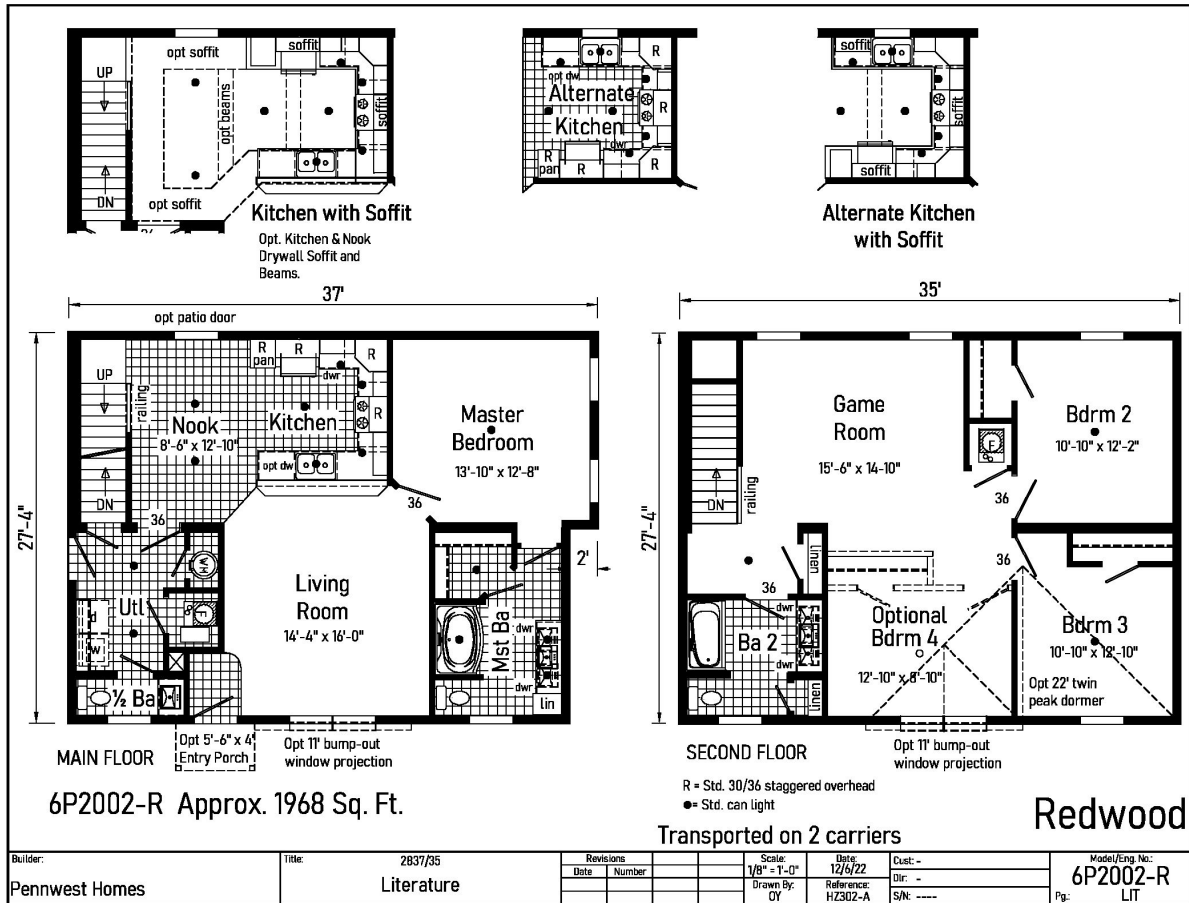 opt soffit
soffit
UP
opt beams
soffit
DN
opt soffit
Kitchen with Soffit
Opt. Kitchen & Nook
Drywall Soffit and
Beams.
R
opt dw
Alternate
Kitchen
R
dwr
R
pan
R
R
soffit
soffit
soffit
Alternate Kitchen
with Soffit
37'
opt patio door
27'-4"
UP
railing
DN
R
pan
R
R
dwr
R
Nook
8'-6" x 12'-10"
Kitchen
opt dw
Master
Bedroom
13'-10" x 12'-8"
36
36
2'
WH
Utl
F
D
W
½ Ba
Living
Room
14'-4" x 16'-0"
Mst Ba
dwr
dwr
lin
MAIN FLOOR
Opt 5'-6" x 4'
Entry Porch
Opt 11' bump-out
window projection
6P2002-R Approx. 1968 Sq. Ft.
35'
27'-4"
Game
Room
15'-6" x 14'-10"
railing
DN
F
Bdrm 2
10'-10" x 12'-2"
36
36
36
linen
Ba 2
dwr
dwr
linen
Optional
Bdrm 4
12'-10" x 8'-10"
Bdrm 3
10'-10" x 12'-10"
Opt 22' twin
peak dormer
SECOND FLOOR
Opt 11' bump-out
window projection
R = Std. 30/36 staggered overhead
●= Std. can light
Transported on 2 carriers
Redwood
Builder:
Pennwest Homes
Title:
2837/35
Literature
Revisions
Date Number
Scale:
1/8" = 1'-0"
Drawn By:
OY
Date:
12/6/22
Reference:
HZ302-A
Cust: -
Dlr: -
S/N: ----
Model/Eng. No.:
6P2002-R
Pg.: LIT